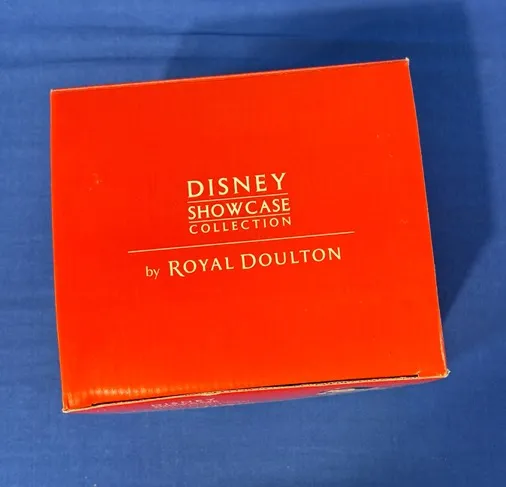 DISNEY
SHOWCASE
COLLECTION
by ROYAL DOULTON